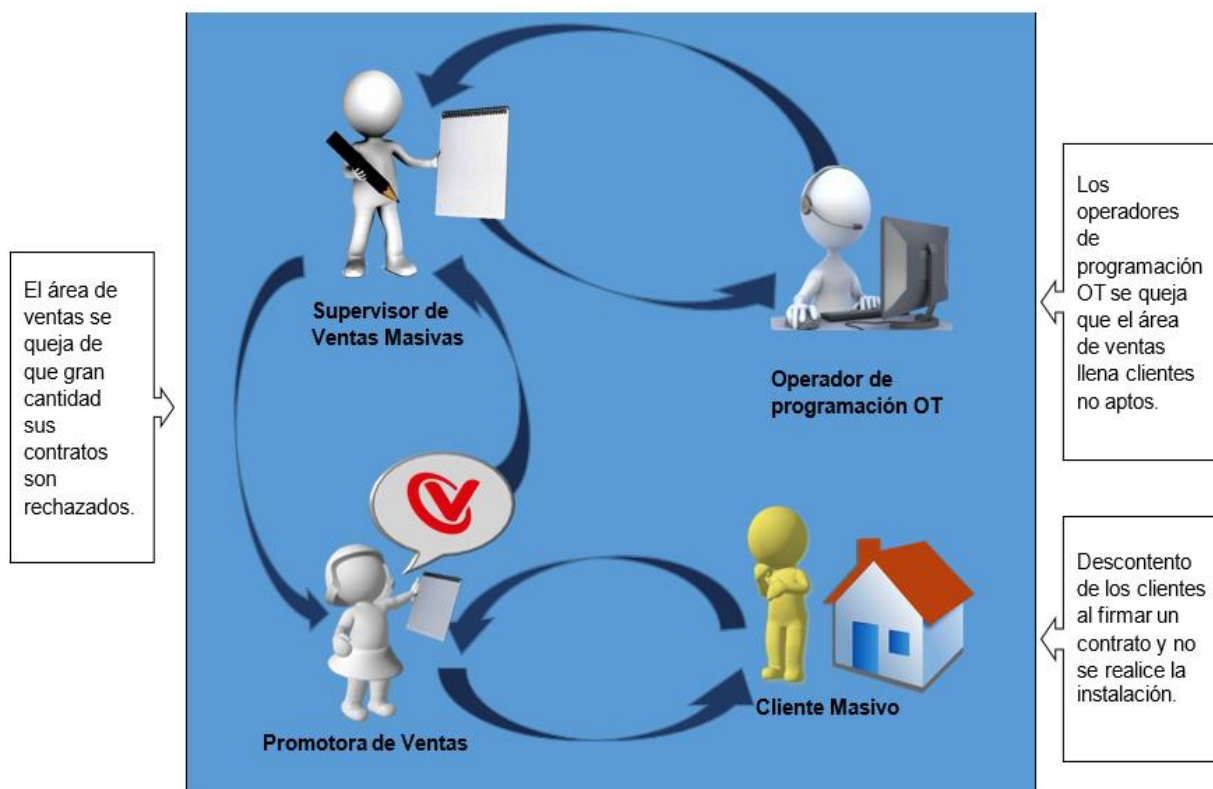 El área de
ventas se
queja de
que gran
cantidad
sus
contratos
son
rechazados.
Supervisor de
Ventas Masivas
Operador de
programación OT
Promotora de Ventas
Cliente Masivo
Los
operadores
de
programación
OT se queja
que el área
de ventas
llena clientes
no aptos.
Descontento
de los clientes
al firmar un
contrato y no
se realice la
instalación.